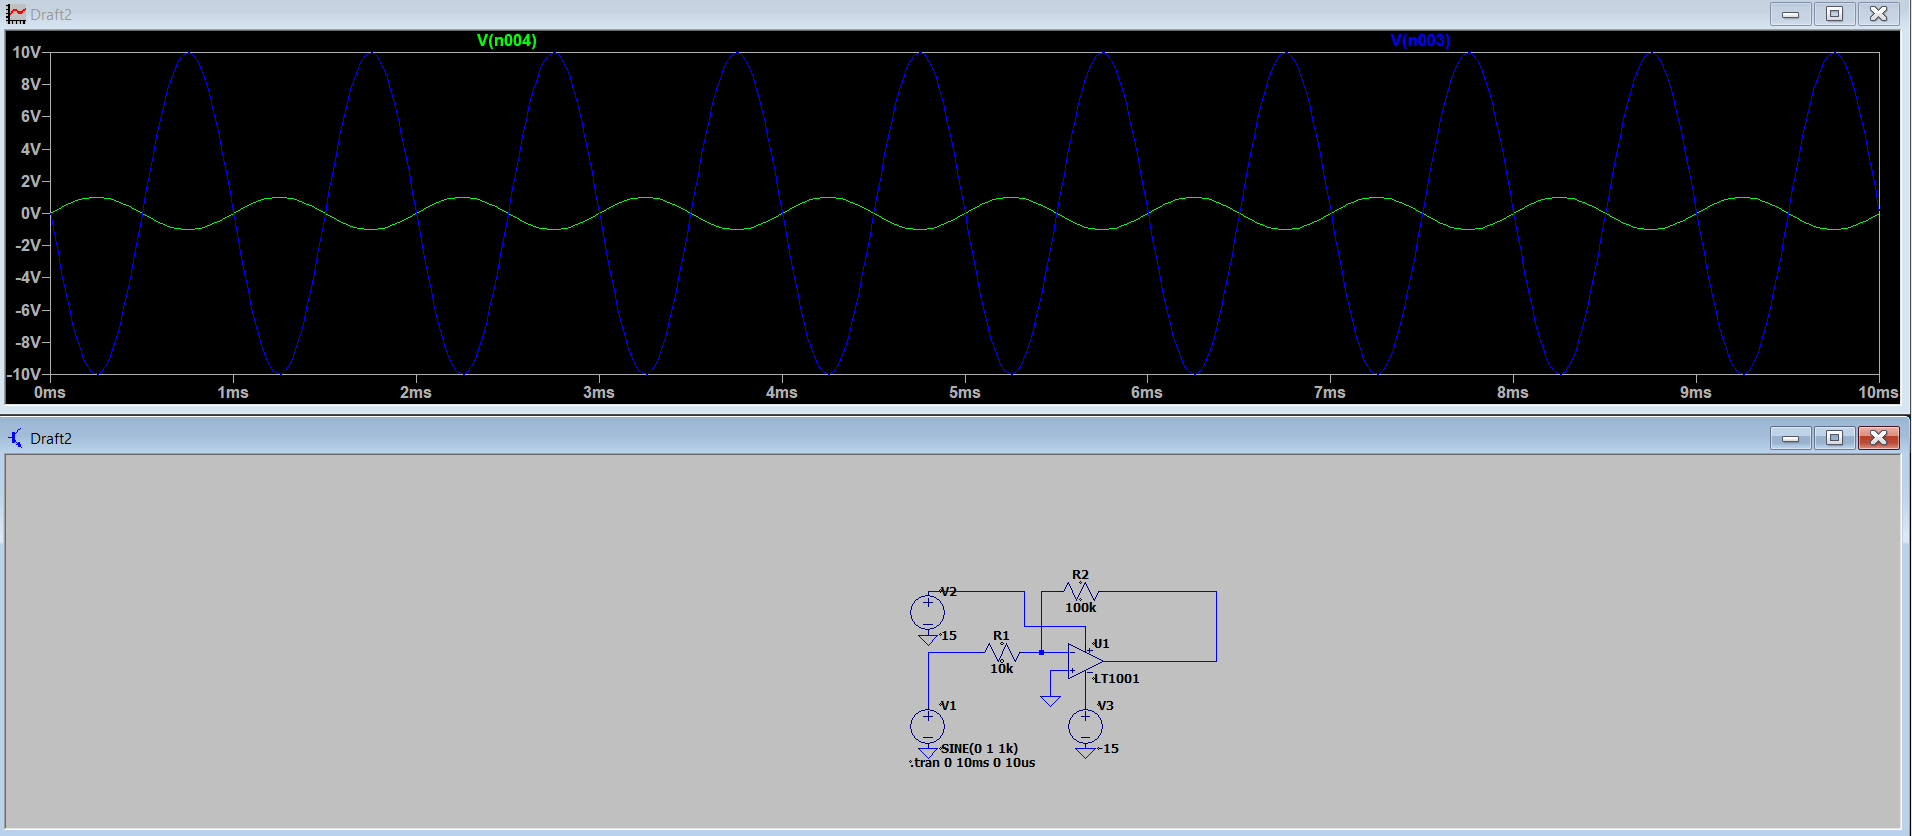 Draft2
V(n004) V(n003)
10V
8V
6V
4V
2V
0V
-2V
-4V
-6V
-8V
-10V
0ms 1ms 2ms 3ms 4ms 5ms 6ms 7ms 8ms 9ms 10ms
Draft2
R2
V2
100k
15
R1
U1
10k
LT1001
V1
V3
SINE(0 1 1k)
-15
.tran 0 10ms 0 10us